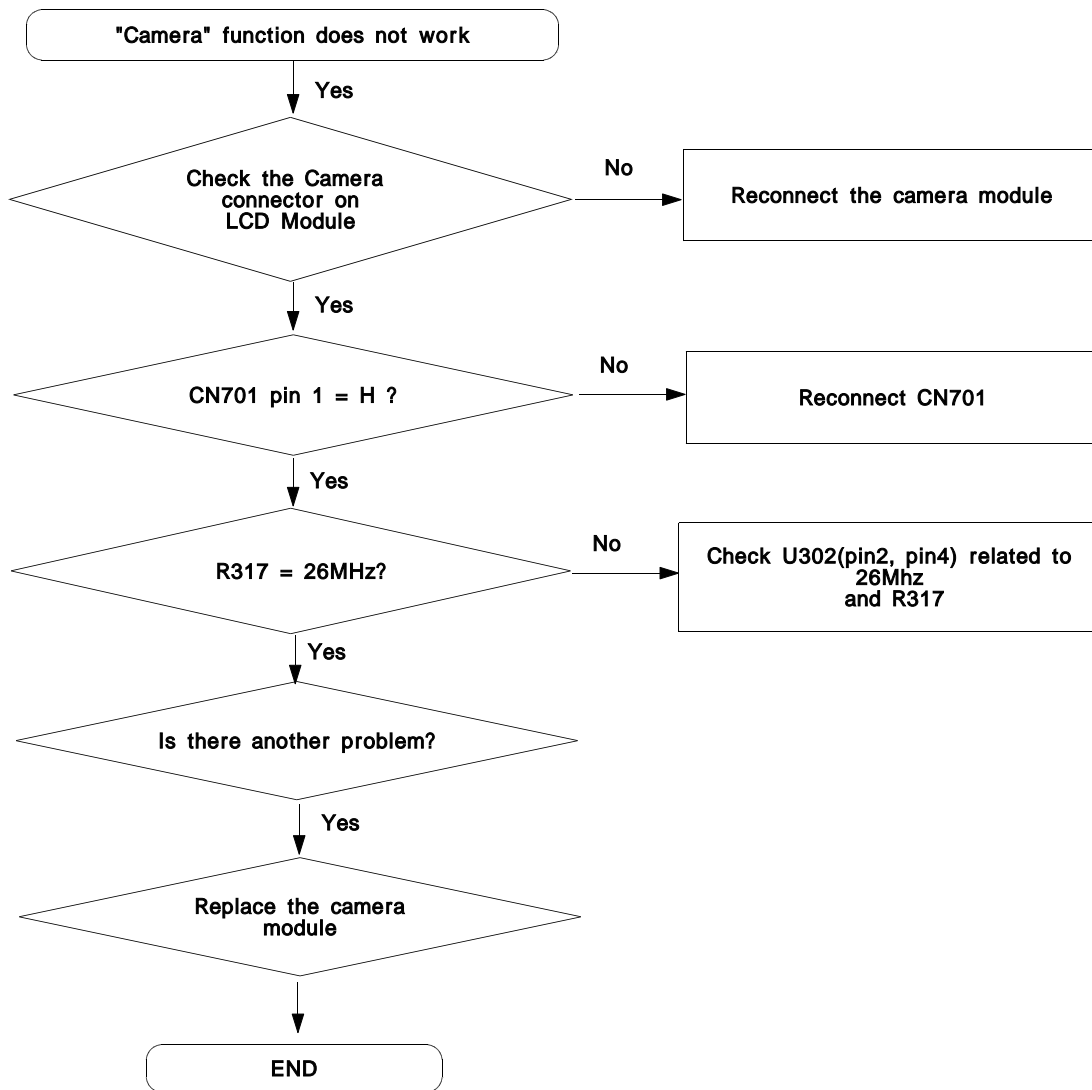 "Camera" function does not work
Yes
Check the Camera
connector on
LCD Module
No
Reconnect the camera module
Yes
CN701 pin 1 = H ?
No
Reconnect CN701
Yes
R317 = 26MHz?
No
Check U302(pin2, pin4) related to
26Mhz
and R317
Yes
Is there another problem?
Yes
Replace the camera
module
END